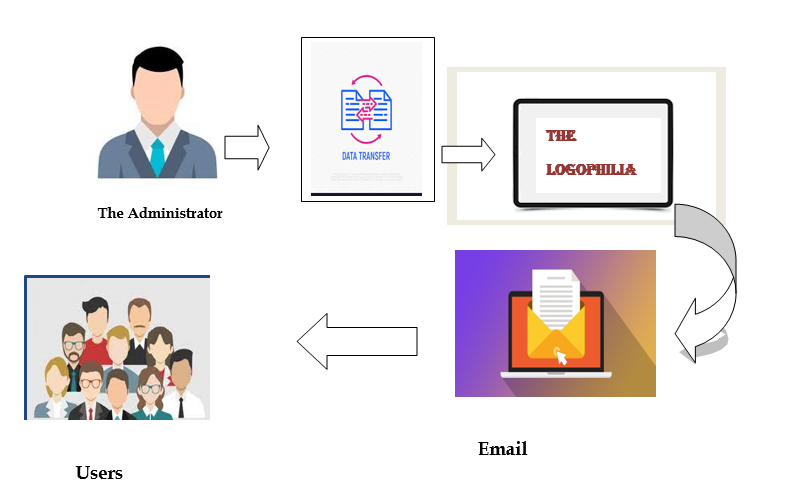 DATA TRANSFER
THE
LOGOPHILIA
The Administrator
Email
Users